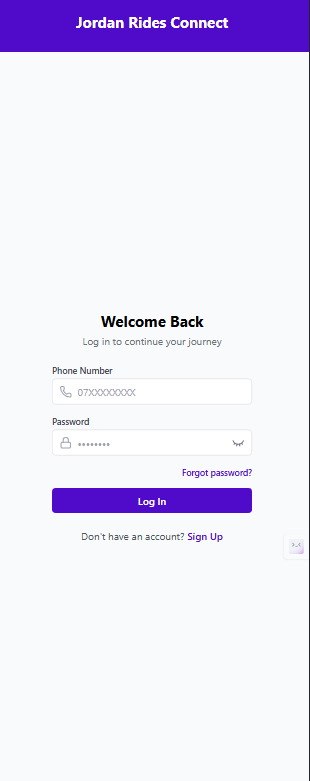 Jordan Rides Connect
Welcome Back
Log in to continue your journey
Phone Number
07XXXXXXXX
Password
••••••••
Forgot password?
Log In
Don't have an account? Sign Up